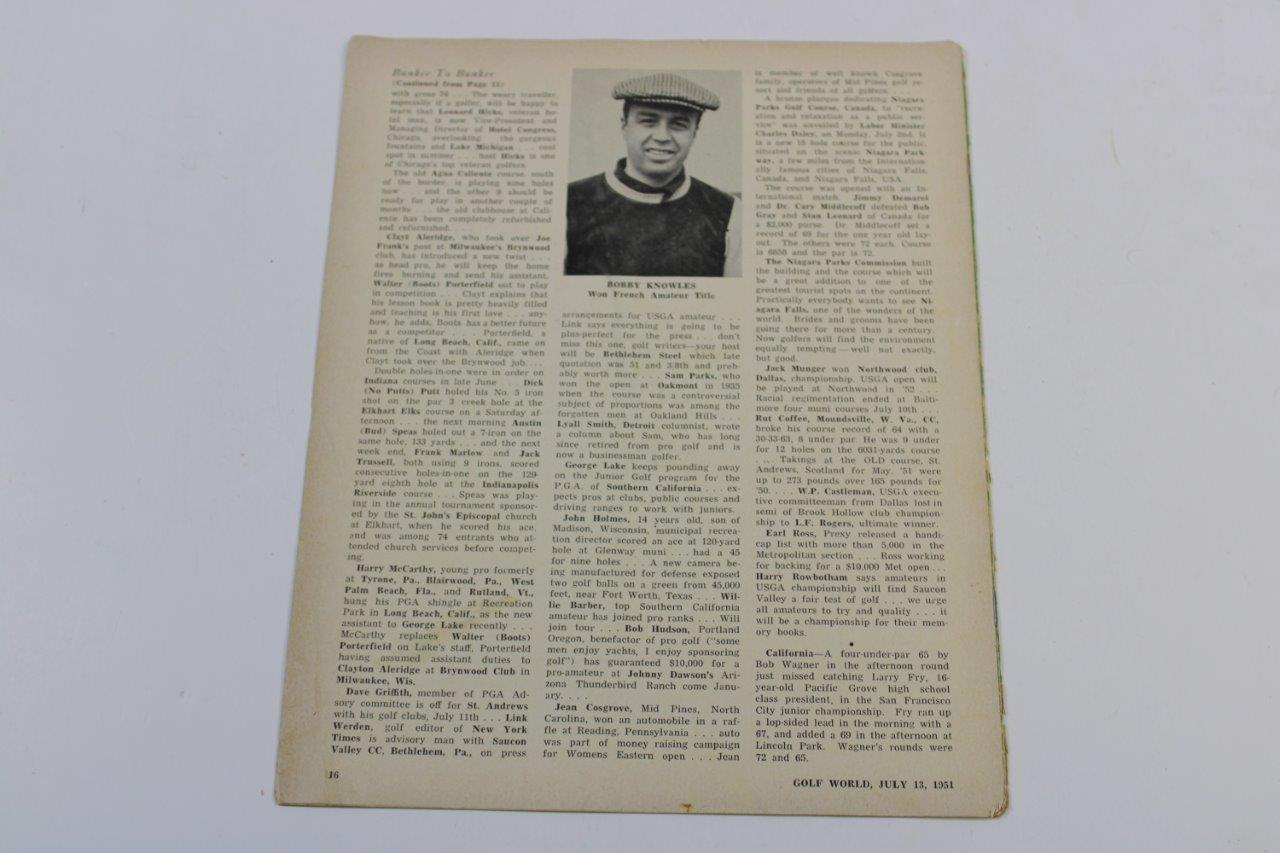 Bunker To Bunker
(Continued from Page 11)
with gross 74 . . . The weary traveller,
especially if a golfer, will be happy to
learn that Leonard Hicks, veteran ho-
tel man, is now Vice-President and
Managing Director of Hotel Congress,
Chicago, overlooking the gorgeous
fountains and Lake Michigan . . . cool
spot in summer . . . host Hicks is one
of Chicago's top veteran golfers.
The old Agua Caliente course, south
of the border, is playing nine holes
now . . . and the other 9 should be
ready for play in another couple of
months . . . the old clubhouse at Cali-
ente has been completely refurbished
and refurnished. . . .
Clayt Aleridge, who took over Joe
Frank's post at Milwaukee's Brynwood
club, has introduced a new twist . . .
as head pro, he will keep the home
fires burning and send his assistant,
Walter (Boots) Porterfield out to play
in competition . . . Clayt explains that
his lesson book is pretty heavily filled
and teaching is his first love . . . any-
how, he adds, Boots has a better future
as a competitor . . . Porterfield, a
native of Long Beach, Calif., came on
from the Coast with Aleridge when
Clayt took over the Brynwood job. . . .
Double holes-in-one were in order on
Indiana courses in late June . . . Dick
(No Putts) Putt holed his No. 5 iron
shot on the par 3 creek hole at the
Elkhart Elks course on a Saturday af-
ternoon . . . the next morning Austin
(Bud) Speas holed out a 7-iron on the
same hole, 133 yards . . . and the next
week end, Frank Marlow and Jack
Trussell, both using 9 irons, scored
consecutive holes-in-one on the 129-
yard eighth hole at the Indianapolis
Riverside course . . . Speas was play-
ing in the annual tournament sponsor-
ed by the St. John's Episcopal church
at Elkhart, when he scored his ace,
and was among 74 entrants who at-
tended church services before compet-
ing.
Harry McCarthy, young pro formerly
at Tyrone, Pa., Blairwood, Pa., West
Palm Beach, Fla., and Rutland, Vt.,
hung his PGA shingle at Recreation
Park in Long Beach, Calif., as the new
assistant to George Lake recently . . .
McCarthy replaces Walter (Boots)
Porterfield on Lake's staff, Porterfield
having assumed assistant duties to
Clayton Aleridge at Brynwood Club in
Milwaukee, Wis.
Dave Griffith, member of PGA Ad-
sory committee is off for St. Andrews
with his golf clubs, July 11th . . . Link
Werden, golf editor of New York
Times is advisory man with Saucon
Valley CC, Bethlehem, Pa., on press
BOBBY KNOWLES
Won French Amateur Title
arrangements for USGA amateur . . .
Link says everything is going to be
plus-perfect for the press . . . don't
miss this one, golf writers—your host
will be Bethlehem Steel which late
quotation was 51 and 3/8th and prob-
ably worth more . . . Sam Parks, who
won the open at Oakmont in 1935
when the course was a controversial
subject of proportions was among the
forgotten men at Oakland Hills . . .
Lyall Smith, Detroit columnist, wrote
a column about Sam, who has long
since retired from pro golf and is
now a businessman golfer.
George Lake keeps pounding away
on the Junior Golf program for the
P.G.A. of Southern California . . . ex-
pects pros at clubs, public courses and
driving ranges to work with juniors.
John Holmes, 14 years old, son of
Madison, Wisconsin, municipal recrea-
tion director scored an ace at 120-yard
hole at Glenway muni . . . had a 45
for nine holes . . . A new camera be-
ing manufactured for defense exposed
two golf balls on a green from 45,000
feet, near Fort Worth, Texas . . . Wil-
lie Barber, top Southern California
amateur has joined pro ranks . . . Will
join tour . . . Bob Hudson, Portland
Oregon, benefactor of pro golf ("some
men enjoy yachts, I enjoy sponsoring
golf") has guaranteed $10,000 for a
pro-amateur at Johnny Dawson's Ari-
zona Thunderbird Ranch come Janu-
ary. . . .
Jean Cosgrove, Mid Pines, North
Carolina, won an automobile in a raf-
fle at Reading, Pennsylvania . . . auto
was part of money raising campaign
for Womens Eastern open . . . Jean
is member of well known Cosgrove
family, operators of Mid Pines golf re-
sort and friends of all golfers.
A bronze plaque dedicating Niagara
Parks Golf Course, Canada, to "recre-
ation and relaxation as a public ser-
vice" was unveiled by Labor Minister
Charles Daley, on Monday, July 2nd. It
is a new 18 hole course for the public,
situated on the scenic Niagara Park-
way, a few miles from the Internation-
ally famous cities of Niagara Falls,
Canada, and Niagara Falls, USA.
The course was opened with an In-
ternational match. Jimmy Demaret
and Dr. Cary Middlecoff defeated Bob
Gray and Stan Leonard of Canada for
a $2,000 purse. Dr. Middlecoff set a
record of 69 for the one year old lay-
out. The others were 72 each. Course
is 6858 and the par is 72.
The Niagara Parks Commission built
the building and the course which will
be a great addition to one of the
greatest tourist spots on the continent.
Practically everybody wants to see Ni-
agara Falls, one of the wonders of the
world. Brides and grooms have been
going there for more than a century.
Now golfers will find the environment
equally tempting — well not exactly,
but good.
Jack Munger won Northwood club,
Dallas, championship. USGA open will
be played at Northwood in '52 . . .
Racial regimentation ended at Balti-
more four muni courses July 10th . . .
Rut Coffee, Moundsville, W. Va., CC,
broke his course record of 64 with a
30-33-63, 8 under par. He was 9 under
for 12 holes on the 6031-yards course
. . . Takings at the OLD course, St.
Andrews, Scotland for May, '51 were
up to 273 pounds over 165 pounds for
'50. . . . W.P. Castleman, USGA execu-
tive committeeman from Dallas lost in
semi of Brook Hollow club champion-
ship to L.F. Rogers, ultimate winner.
Earl Ross, Prexy released a handi-
cap list with more than 5,000 in the
Metropolitan section . . . Ross working
for backing for a $10,000 Met open . . .
Harry Rowbotham says amateurs in
USGA championship will find Saucon
Valley a fair test of golf . . . we urge
all amateurs to try and qualify . . . it
will be a championship for their mem-
ory books.
California—A four-under-par 65 by
Bob Wagner in the afternoon round
just missed catching Larry Fry, 16-
year-old Pacific Grove high school
class president, in the San Francisco
City junior championship. Fry ran up
a lop-sided lead in the morning with a
67, and added a 69 in the afternoon at
Lincoln Park. Wagner's rounds were
72 and 65.
16
GOLF WORLD, JULY 13, 1951